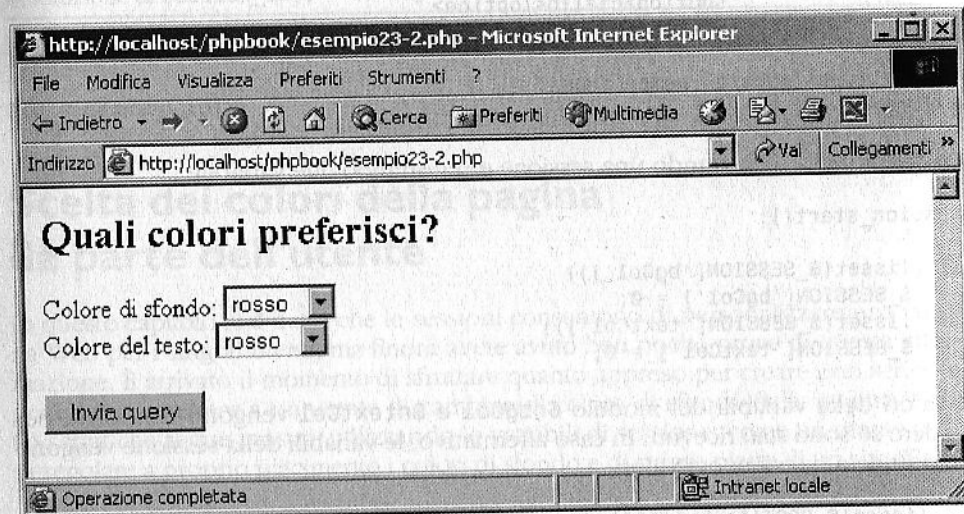 http://localhost/phpbook/esempio23-2.php - Microsoft Internet Explorer
File Modifica Visualizza Preferiti Strumenti ?
Indietro Cerca Preferiti Multimedia
Indirizzo http://localhost/phpbook/esempio23-2.php Vai Collegamenti »
Quali colori preferisci?
Colore di sfondo: rosso
Colore del testo: rosso
Invia query
Operazione completata Intranet locale